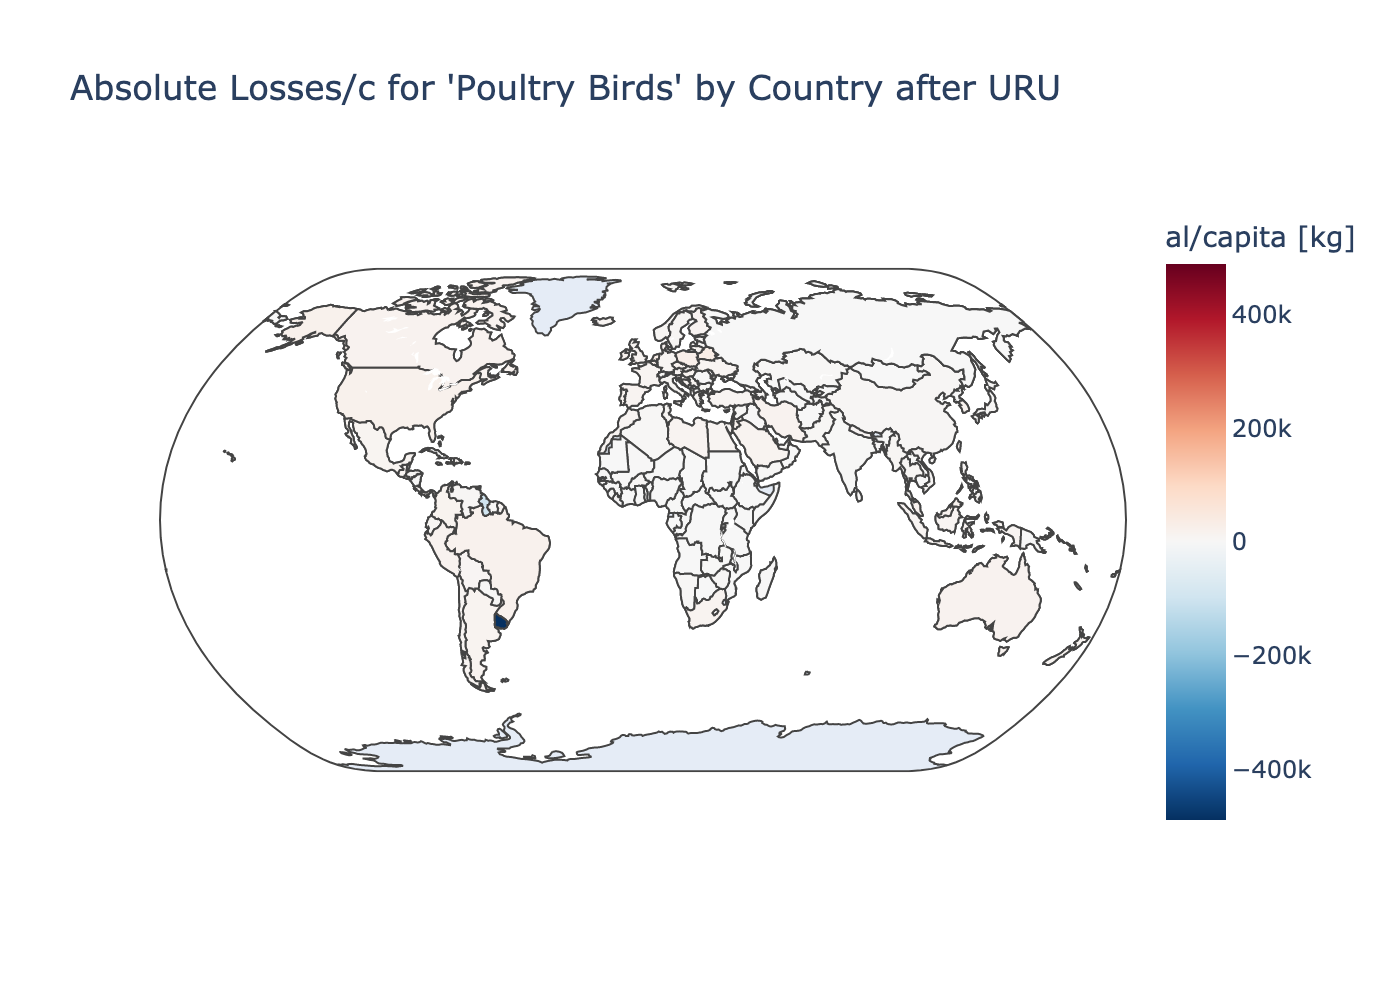 Absolute Losses/c for 'Poultry Birds' by Country after URU
al/capita [kg]
400k
200k
0
−200k
−400k